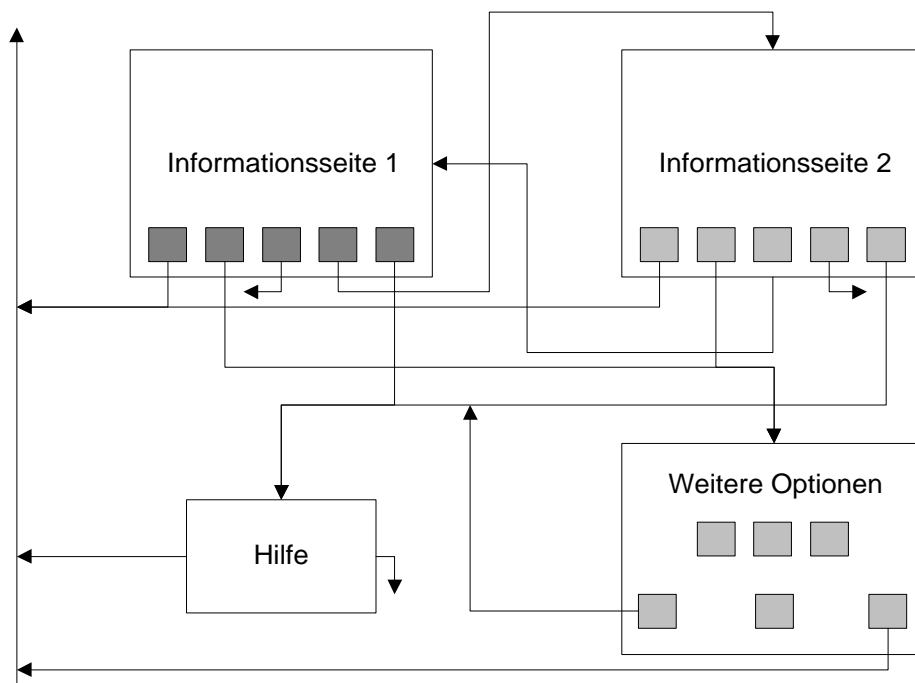 Informationsseite 1
Informationsseite 2
Weitere Optionen
Hilfe